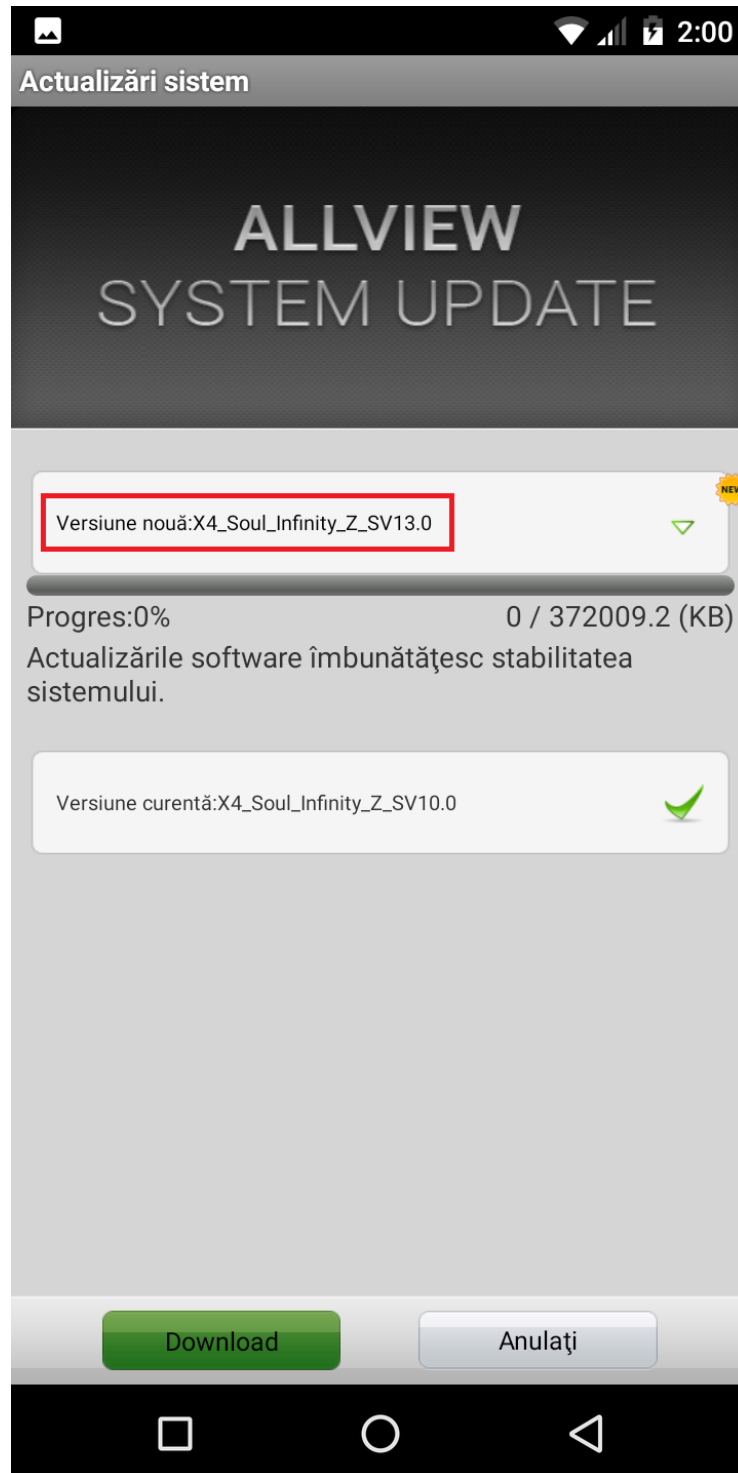 2:00
Actualizări sistem
ALLVIEW
SYSTEM UPDATE
NEW
Versiune nouă:X4_Soul_Infinity_Z_SV13.0
Progres:0% 0 / 372009.2 (KB)
Actualizările software îmbunătăţesc stabilitatea
sistemului.
Versiune curentă:X4_Soul_Infinity_Z_SV10.0
Download Anulaţi